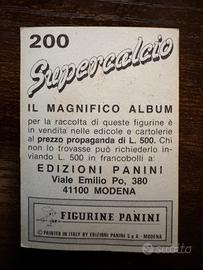 200
Supercalcio
IL MAGNIFICO ALBUM
per la raccolta di queste figurine è
in vendita nelle edicole e cartolerie
al prezzo propaganda di L. 500. Chi
non lo trovasse può richiederlo in-
viando L. 500 in francobolli a:
EDIZIONI PANINI
Viale Emilio Po, 380
41100 MODENA
FIGURINE PANINI
© PRINTED IN ITALY BY EDIZIONI PANINI S.p.A. - MODENA
subito